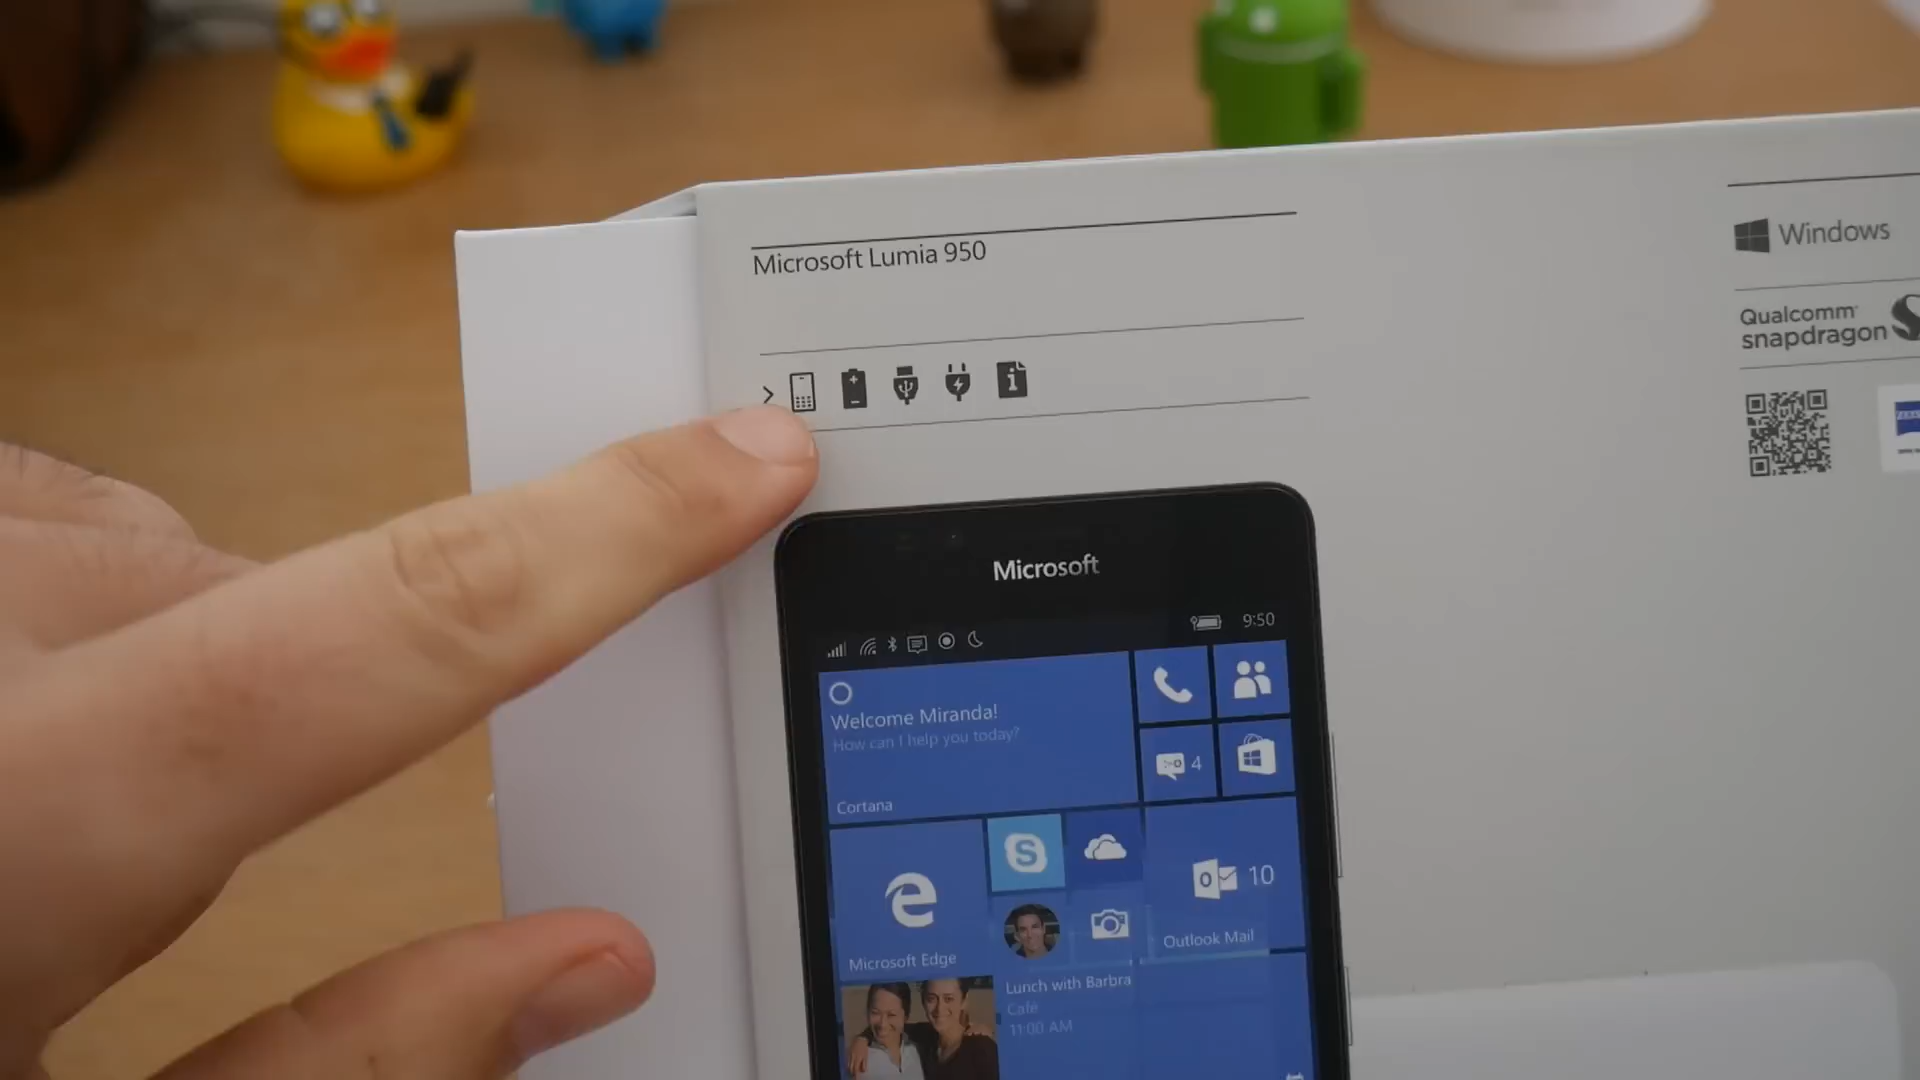 Microsoft Lumia 950
Windows
Qualcomm
snapdragon
Microsoft
9:50
Welcome Miranda!
How can I help you today?
Cortana
4
10
Outlook Mail
Microsoft Edge
Lunch with Barbra
Café
11:00 AM